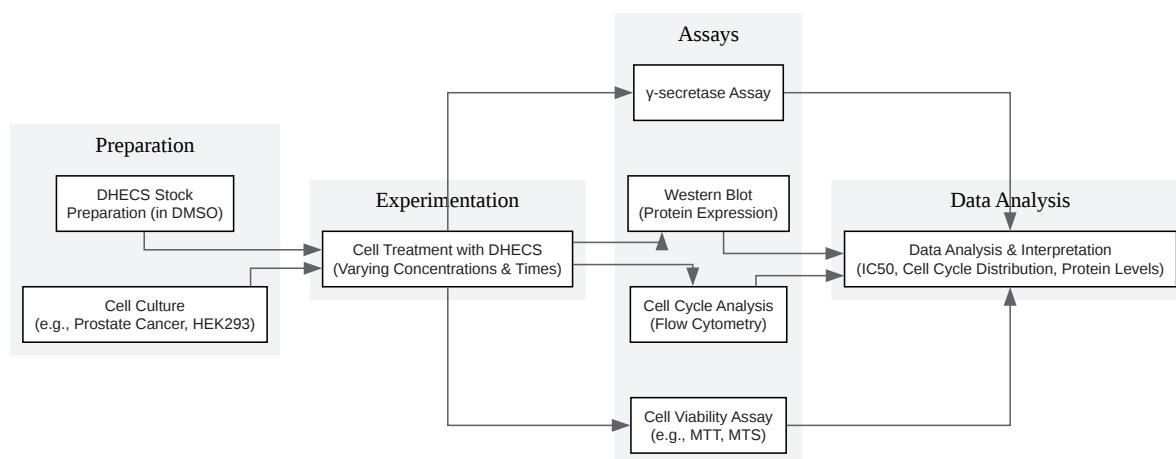 Preparation
DHECS Stock
Preparation (in DMSO)
Cell Culture
(e.g., Prostate Cancer, HEK293)
Experimentation
Cell Treatment with DHECS
(Varying Concentrations & Times)
Assays
γ-secretase Assay
Western Blot
(Protein Expression)
Cell Cycle Analysis
(Flow Cytometry)
Cell Viability Assay
(e.g., MTT, MTS)
Data Analysis
Data Analysis & Interpretation
(IC50, Cell Cycle Distribution, Protein Levels)